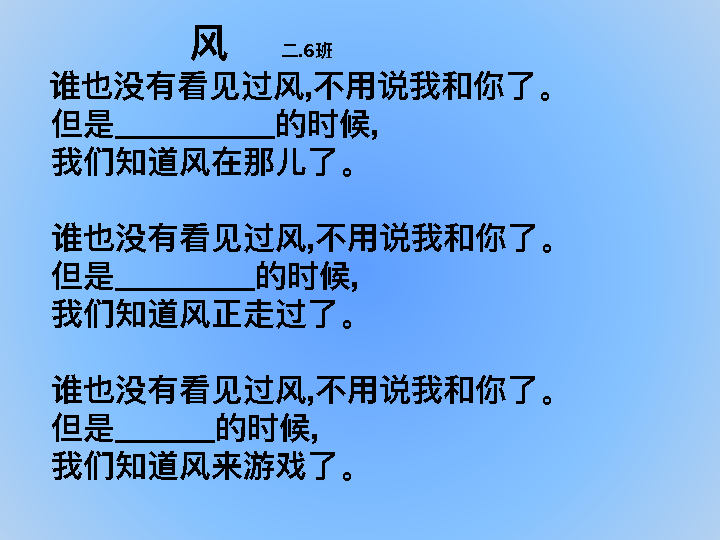 风 二.6班
谁也没有看见过风,不用说我和你了。
但是__________的时候,
我们知道风在那儿了。
谁也没有看见过风,不用说我和你了。
但是_________的时候,
我们知道风正走过了。
谁也没有看见过风,不用说我和你了。
但是______的时候,
我们知道风来游戏了。